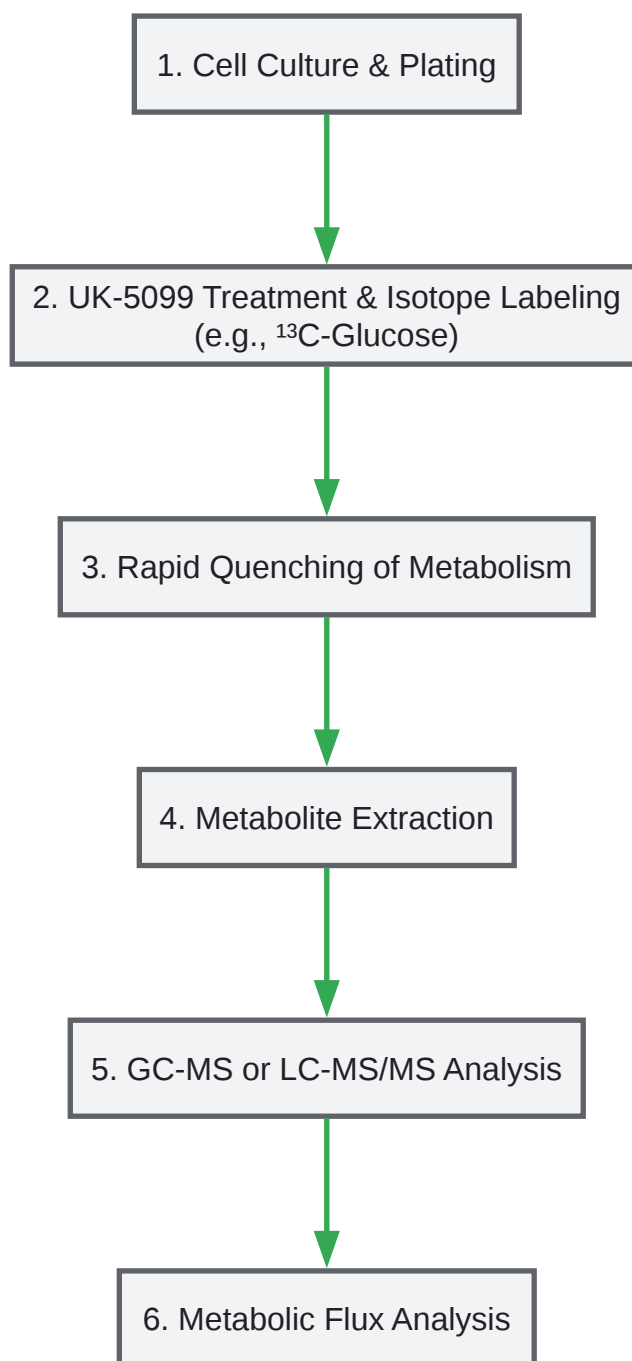 1. Cell Culture & Plating
2. UK-5099 Treatment & Isotope Labeling
(e.g., ¹³C-Glucose)
3. Rapid Quenching of Metabolism
4. Metabolite Extraction
5. GC-MS or LC-MS/MS Analysis
6. Metabolic Flux Analysis